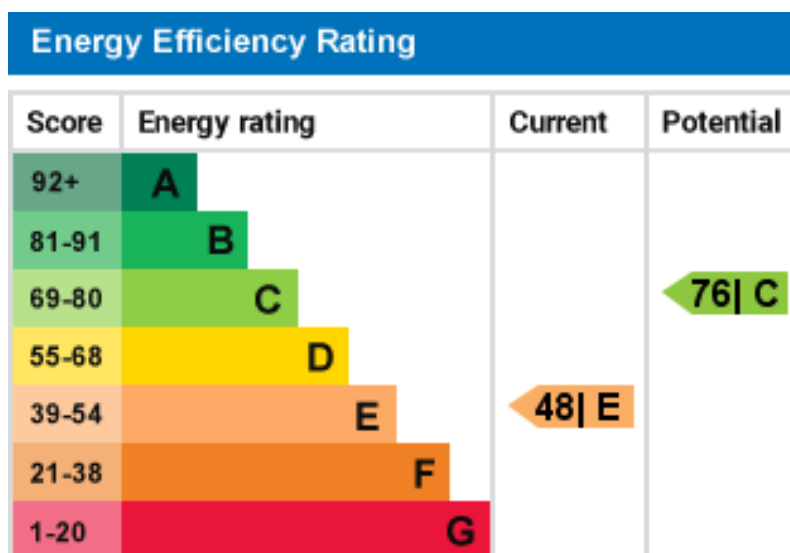 Energy Efficiency Rating
Score Energy rating Current Potential
92+ A
81-91 B
69-80 C 76| C
55-68 D
39-54 E 48| E
21-38 F
1-20 G